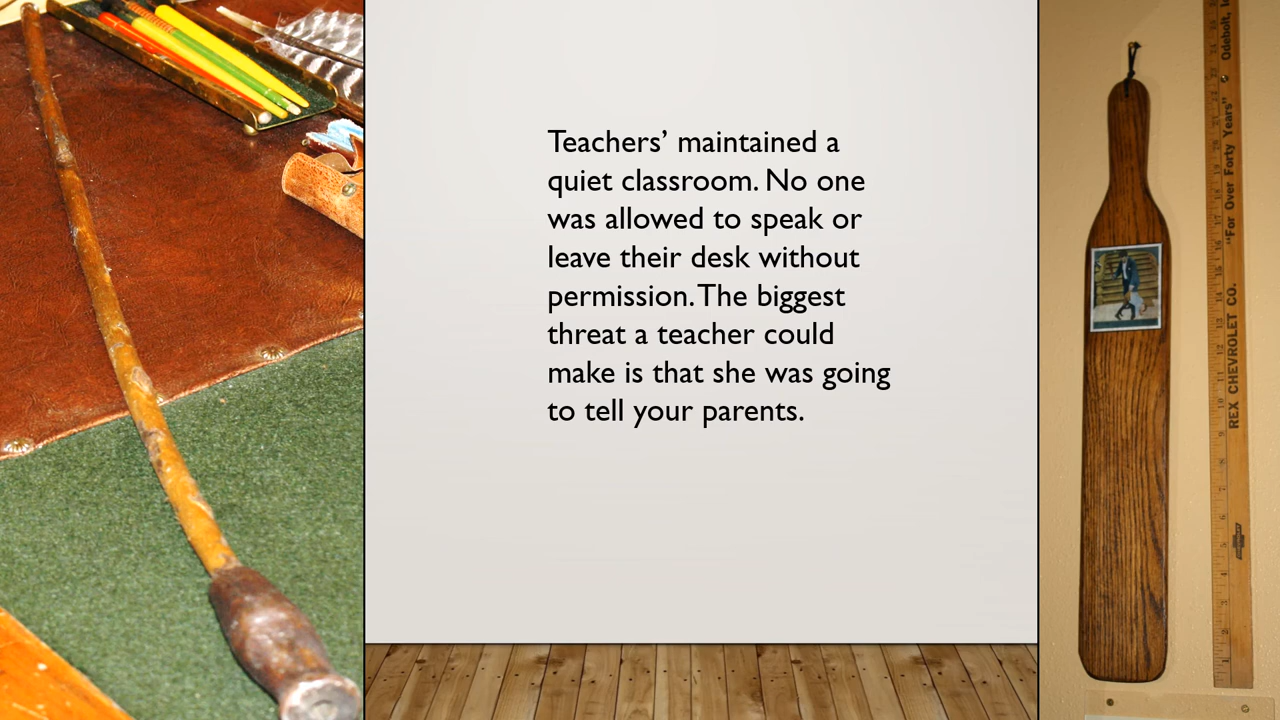 Teachers’ maintained a
quiet classroom. No one
was allowed to speak or
leave their desk without
permission. The biggest
threat a teacher could
make is that she was going
to tell your parents.
REX CHEVROLET CO. "For Over Forty Years" Odebolt,